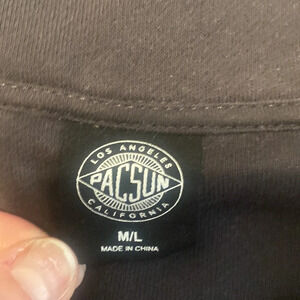 LOS ANGELES
PACSUN
CALIFORNIA
M/L
MADE IN CHINA